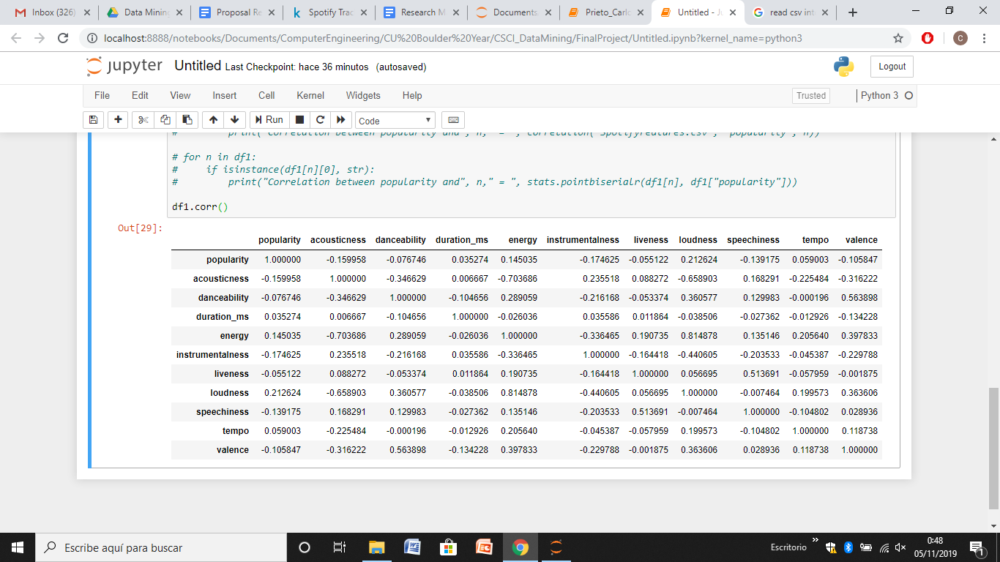 Inbox (326)
Data Mining
Proposal Re
k Spotify Trac
Research M
Documents
Prieto_Carl
Untitled - Ju
read csv int
localhost:8888/notebooks/Documents/ComputerEngineering/CU%20Boulder%20Year/CSCI_DataMining/FinalProject/Untitled.ipynb?kernel_name=python3
C
jupyter Untitled Last Checkpoint: hace 36 minutos (autosaved)
Logout
File Edit View Insert Cell Kernel Widgets Help
Trusted
Python 3
Run
Code
# print("Correlation between popularity and", n, " = ", correlation("SpotifyFeatures.csv", "popularity", n))
# for n in df1:
# if isinstance(df1[n][0], str):
# print("Correlation between popularity and", n," = ", stats.pointbiserialr(df1[n], df1["popularity"]))
df1.corr()
Out[29]:
popularity acousticness danceability duration_ms energy instrumentalness liveness loudness speechiness tempo valence
popularity 1.000000 -0.159958 -0.076746 0.035274 0.145035 -0.174625 -0.055122 0.212624 -0.139175 0.059003 -0.105847
acousticness -0.159958 1.000000 -0.346629 0.006667 -0.703686 0.235518 0.088272 -0.658903 0.168291 -0.225484 -0.316222
danceability -0.076746 -0.346629 1.000000 -0.104656 0.289059 -0.216168 -0.053374 0.360577 0.129983 -0.000196 0.563898
duration_ms 0.035274 0.006667 -0.104656 1.000000 -0.026036 0.035586 0.011864 -0.038506 -0.027362 -0.012926 -0.134228
energy 0.145035 -0.703686 0.289059 -0.026036 1.000000 -0.336465 0.190735 0.814878 0.135146 0.205640 0.397833
instrumentalness -0.174625 0.235518 -0.216168 0.035586 -0.336465 1.000000 -0.164418 -0.440605 -0.203533 -0.045387 -0.229788
liveness -0.055122 0.088272 -0.053374 0.011864 0.190735 -0.164418 1.000000 0.056695 0.513691 -0.057959 -0.001875
loudness 0.212624 -0.658903 0.360577 -0.038506 0.814878 -0.440605 0.056695 1.000000 -0.007464 0.199573 0.363606
speechiness -0.139175 0.168291 0.129983 -0.027362 0.135146 -0.203533 0.513691 -0.007464 1.000000 -0.104802 0.028936
tempo 0.059003 -0.225484 -0.000196 -0.012926 0.205640 -0.045387 -0.057959 0.199573 -0.104802 1.000000 0.118738
valence -0.105847 -0.316222 0.563898 -0.134228 0.397833 -0.229788 -0.001875 0.363606 0.028936 0.118738 1.000000
Escribe aquí para buscar
Escritorio
0:48
05/11/2019
1